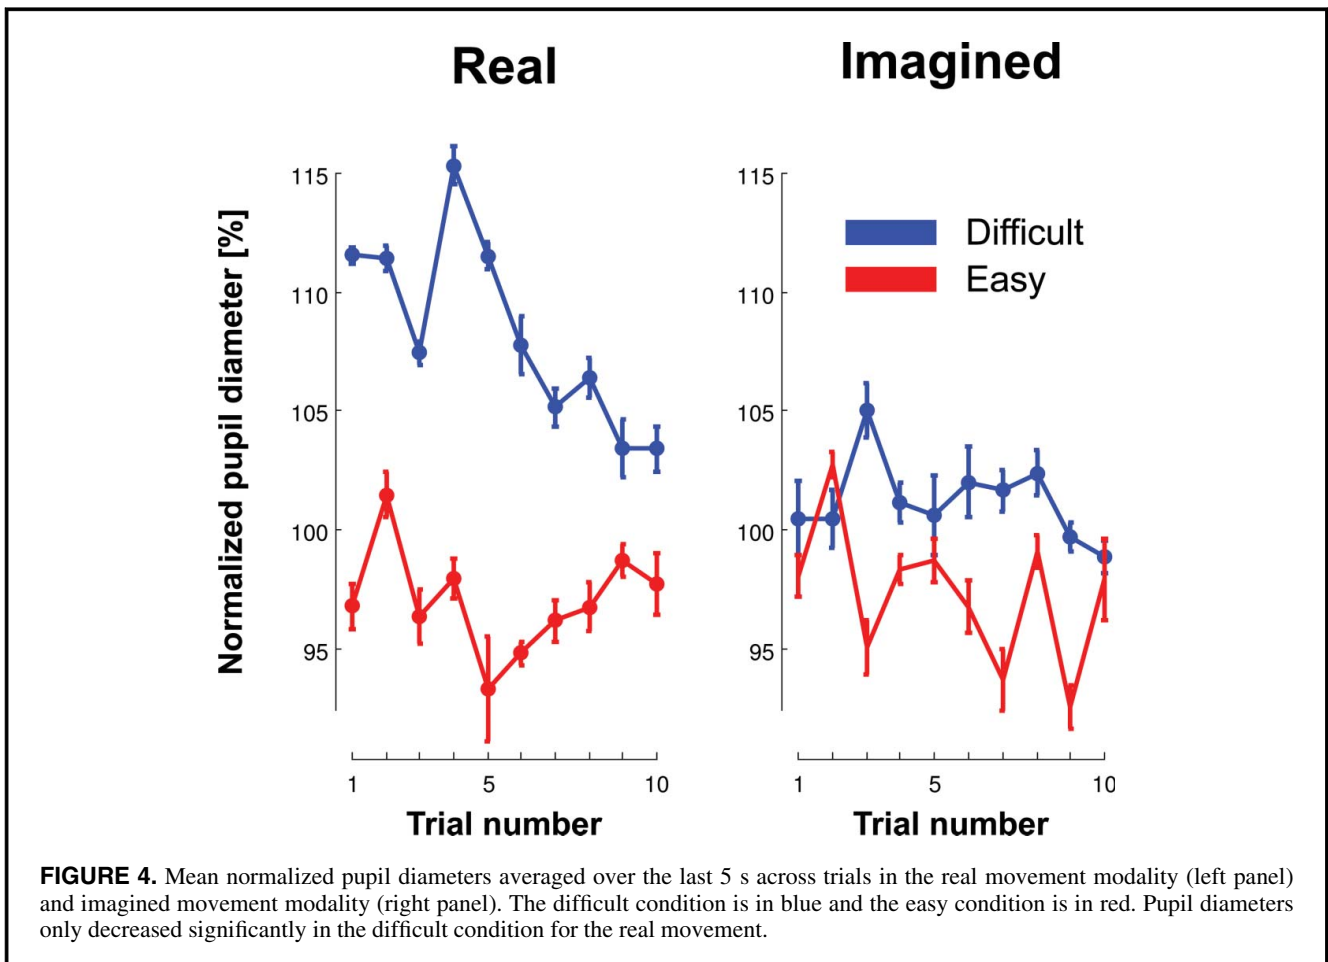 Real
Imagined
Normalized pupil diameter [%]
115
110
105
100
95
1
5
10
Trial number
115
110
105
100
95
Difficult
Easy
1
5
10
Trial number
FIGURE 4. Mean normalized pupil diameters averaged over the last 5 s across trials in the real movement modality (left panel)
and imagined movement modality (right panel). The difficult condition is in blue and the easy condition is in red. Pupil diameters
only decreased significantly in the difficult condition for the real movement.